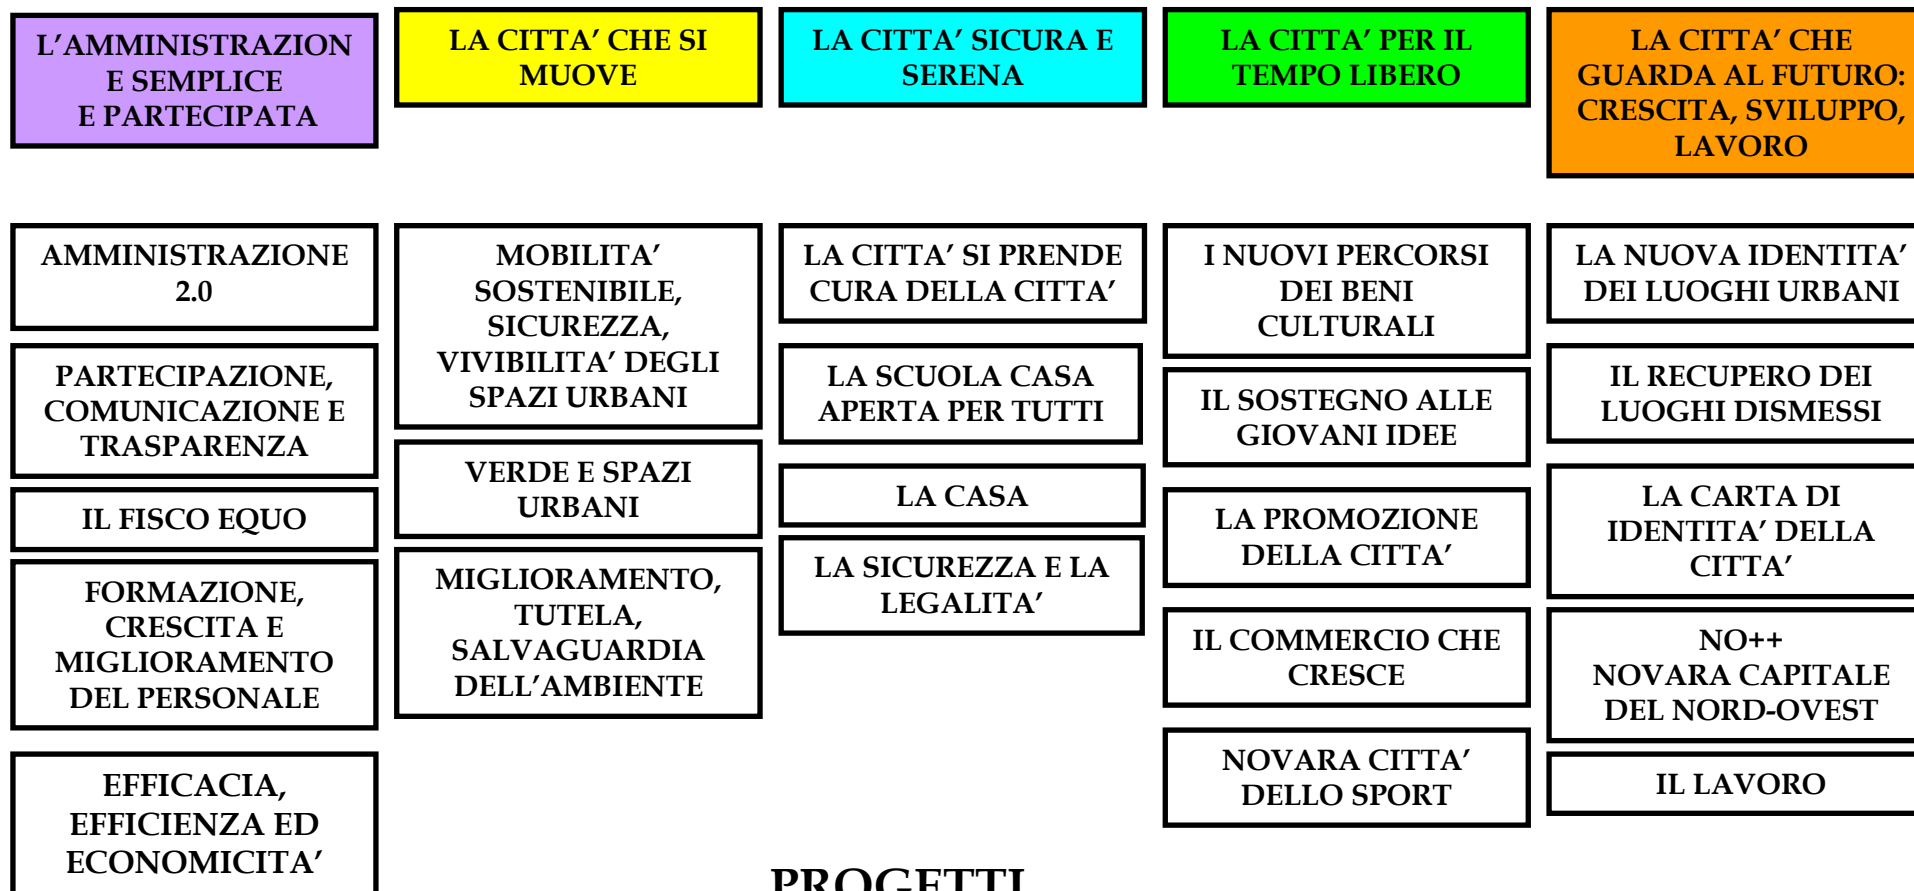 L’AMMINISTRAZION
E SEMPLICE
E PARTECIPATA
LA CITTA’ CHE SI
MUOVE
LA CITTA’ SICURA E
SERENA
LA CITTA’ PER IL
TEMPO LIBERO
LA CITTA’ CHE
GUARDA AL FUTURO:
CRESCITA, SVILUPPO,
LAVORO
AMMINISTRAZIONE
2.0
PARTECIPAZIONE,
COMUNICAZIONE E
TRASPARENZA
IL FISCO EQUO
FORMAZIONE,
CRESCITA E
MIGLIORAMENTO
DEL PERSONALE
EFFICACIA,
EFFICIENZA ED
ECONOMICITA’
MOBILITA’
SOSTENIBILE,
SICUREZZA,
VIVIBILITA’ DEGLI
SPAZI URBANI
VERDE E SPAZI
URBANI
MIGLIORAMENTO,
TUTELA,
SALVAGUARDIA
DELL’AMBIENTE
LA CITTA’ SI PRENDE
CURA DELLA CITTA’
LA SCUOLA CASA
APERTA PER TUTTI
LA CASA
LA SICUREZZA E LA
LEGALITA’
I NUOVI PERCORSI
DEI BENI
CULTURALI
IL SOSTEGNO ALLE
GIOVANI IDEE
LA PROMOZIONE
DELLA CITTA’
IL COMMERCIO CHE
CRESCE
NOVARA CITTA’
DELLO SPORT
LA NUOVA IDENTITA’
DEI LUOGHI URBANI
IL RECUPERO DEI
LUOGHI DISMESSI
LA CARTA DI
IDENTITA’ DELLA
CITTA’
NO++
NOVARA CAPITALE
DEL NORD-OVEST
IL LAVORO
PROGETTI